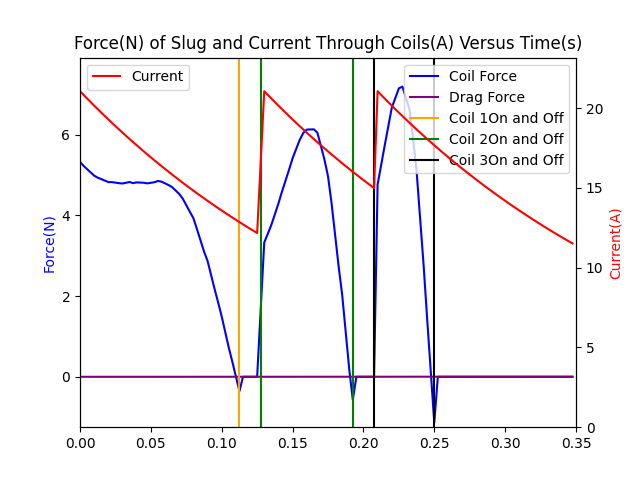 Force(N) of Slug and Current Through Coils(A) Versus Time(s)
Current
Coil Force
Drag Force
Coil 1On and Off
Coil 2On and Off
Coil 3On and Off
Force(N)
6
4
2
0
Current(A)
20
15
10
5
0
0.00 0.05 0.10 0.15 0.20 0.25 0.30 0.35